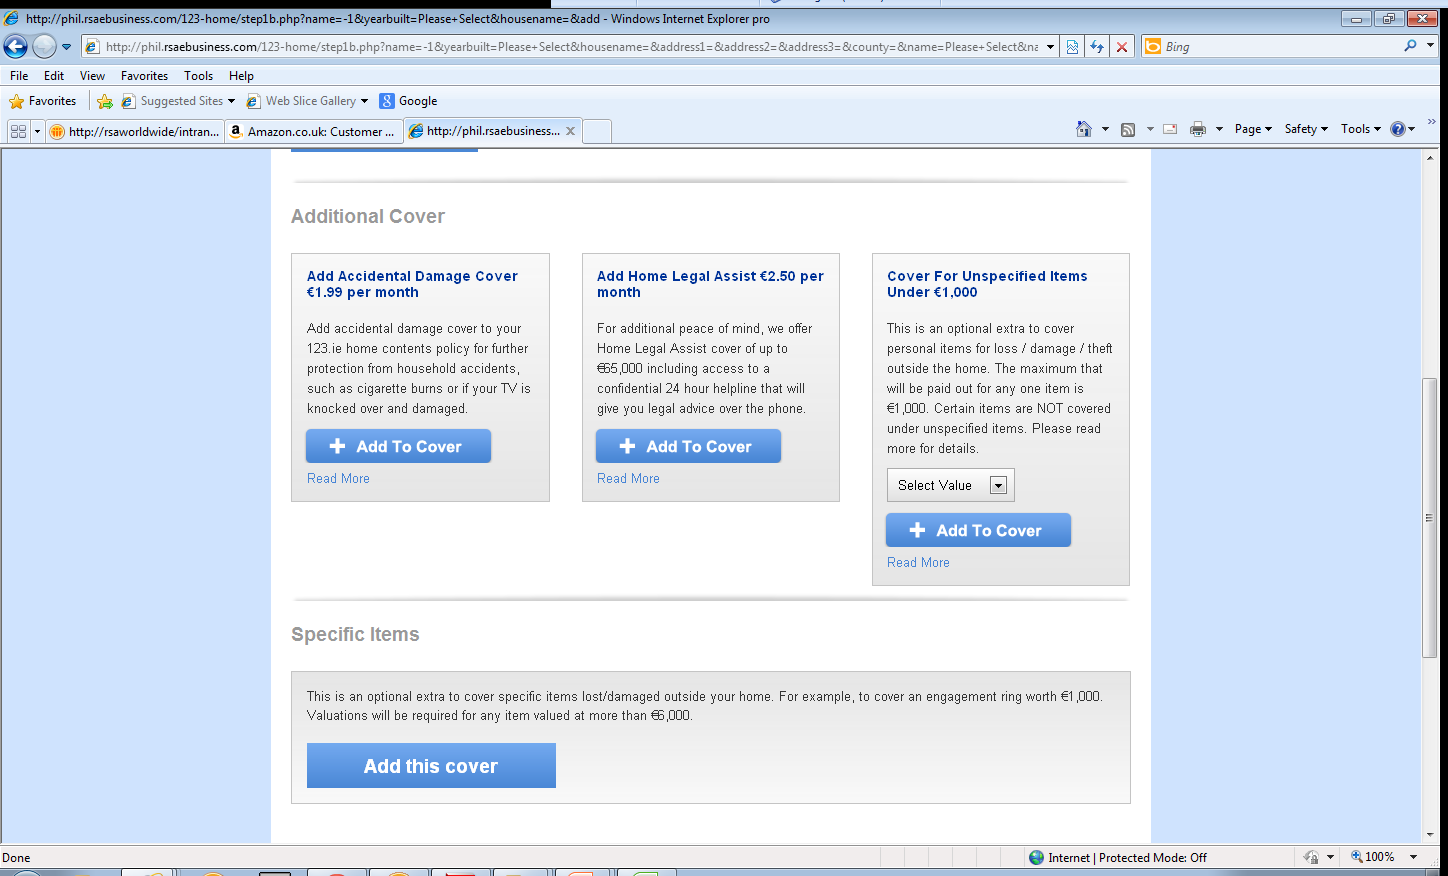 http://phil.rsaebusiness.com/123-home/step1b.php?name=-1&yearbuilt=Please+Select&housename=&add - Windows Internet Explorer pro
http://phil.rsaebusiness.com/123-home/step1b.php?name=-1&yearbuilt=Please+Select&housename=&address1=&address2=&address3=&county=&name=Please+Select&na
Bing
File Edit View Favorites Tools Help
Favorites Suggested Sites Web Slice Gallery Google
http://rsaworldwide/intran... Amazon.co.uk: Customer ... http://phil.rsaebusiness... Page Safety Tools
Additional Cover
Add Accidental Damage Cover
€1.99 per month
Add accidental damage cover to your
123.ie home contents policy for further
protection from household accidents,
such as cigarette burns or if your TV is
knocked over and damaged.
+ Add To Cover
Read More
Add Home Legal Assist €2.50 per
month
For additional peace of mind, we offer
Home Legal Assist cover of up to
€65,000 including access to a
confidential 24 hour helpline that will
give you legal advice over the phone.
+ Add To Cover
Read More
Cover For Unspecified Items
Under €1,000
This is an optional extra to cover
personal items for loss / damage / theft
outside the home. The maximum that
will be paid out for any one item is
€1,000. Certain items are NOT covered
under unspecified items. Please read
more for details.
Select Value
+ Add To Cover
Read More
Specific Items
This is an optional extra to cover specific items lost/damaged outside your home. For example, to cover an engagement ring worth €1,000.
Valuations will be required for any item valued at more than €6,000.
Add this cover
Done
Internet | Protected Mode: Off
100%